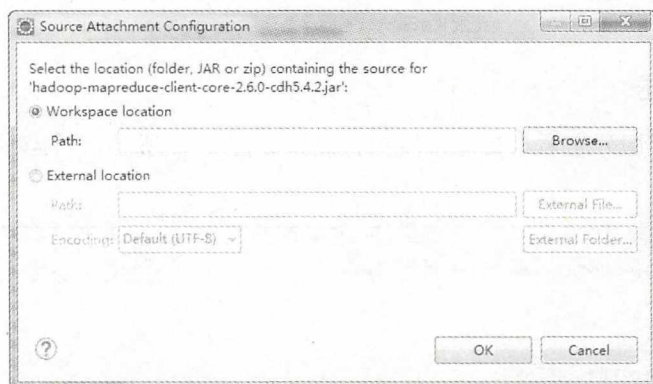 Source Attachment Configuration
Select the location (folder, JAR or zip) containing the source for
'hadoop-mapreduce-client-core-2.6.0-cdh5.4.2.jar':
Workspace location
Path:
Browse...
External location
Path:
External File...
Encoding: Default (UTF-8)
External Folder...
?
OK
Cancel